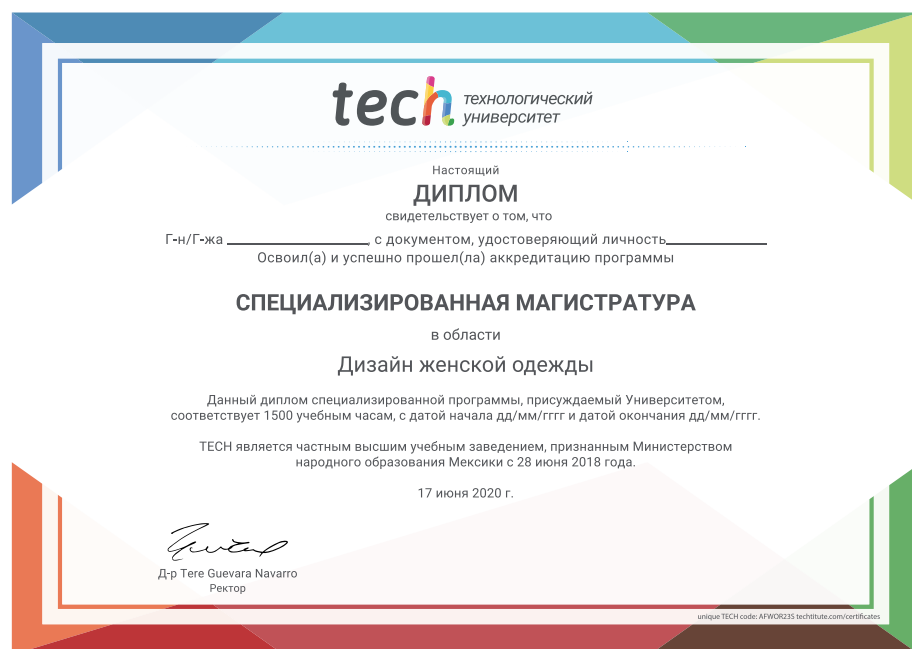 tech технологический
университет
Настоящий
ДИПЛОМ
свидетельствует о том, что
Г-н/Г-жа ____________________, с документом, удостоверяющий личность______________
Освоил(а) и успешно прошел(ла) аккредитацию программы
СПЕЦИАЛИЗИРОВАННАЯ МАГИСТРАТУРА
в области
Дизайн женской одежды
Данный диплом специализированной программы, присуждаемый Университетом,
соответствует 1500 учебным часам, с датой начала дд/мм/гггг и датой окончания дд/мм/гггг.
TECH является частным высшим учебным заведением, признанным Министерством
народного образования Мексики с 28 июня 2018 года.
17 июня 2020 г.
Д-р Tere Guevara Navarro
Ректор
unique TECH code: AFWOR23S techtitute.com/certificates